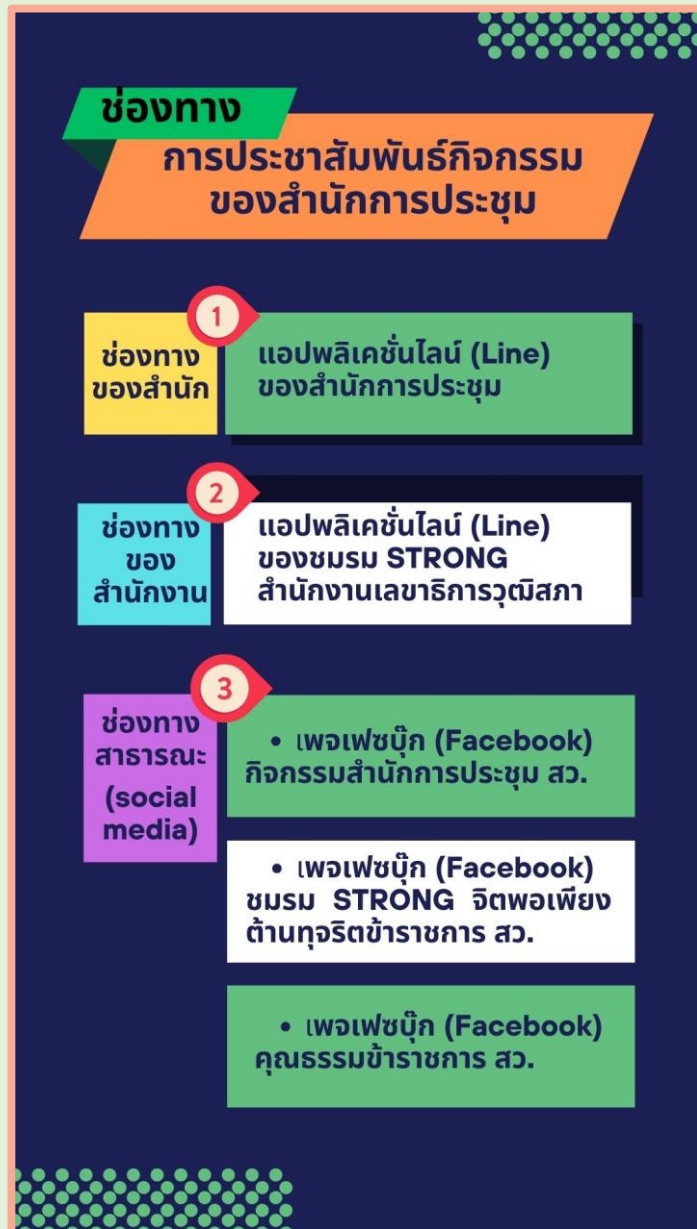 ช่องทาง
การประชาสัมพันธ์กิจกรรม
ของสำนักการประชุม
1
ช่องทาง
ของสำนัก
แอปพลิเคชั่นไลน์ (Line)
ของสำนักการประชุม
2
ช่องทาง
ของ
สำนักงาน
แอปพลิเคชั่นไลน์ (Line)
ของชมรม STRONG
สำนักงานเลขาธิการวุฒิสภา
3
ช่องทาง
สาธารณะ
(social
media)
• เพจเฟซบุ๊ก (Facebook)
กิจกรรมสำนักการประชุม สว.
• เพจเฟซบุ๊ก (Facebook)
ชมรม STRONG จิตพอเพียง
ต้านทุจริตข้าราชการ สว.
• เพจเฟซบุ๊ก (Facebook)
คุณธรรมข้าราชการ สว.